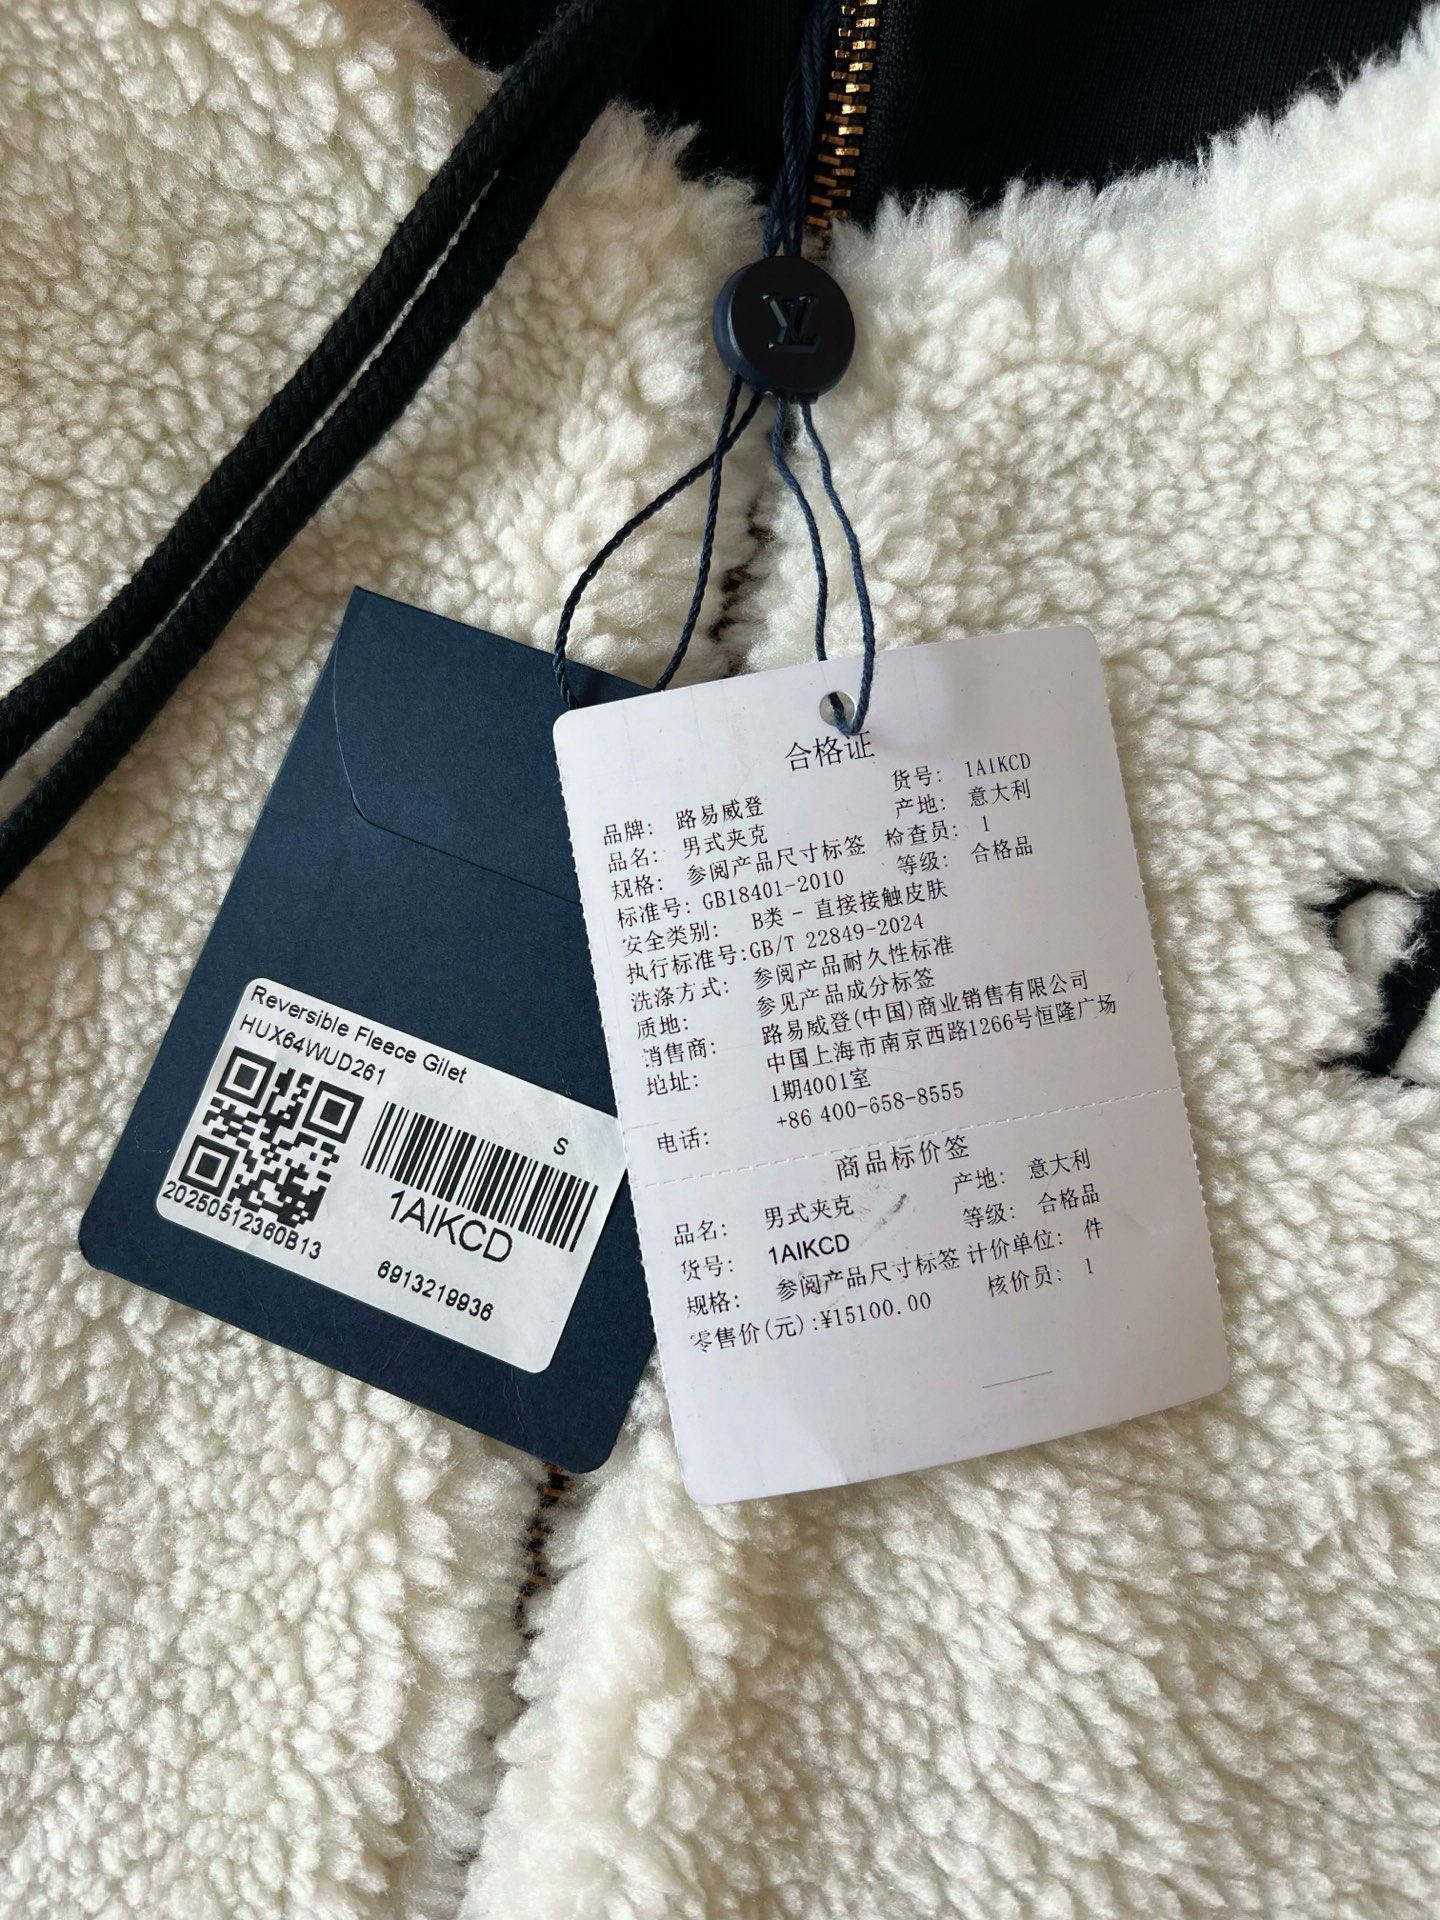 LV
Reversible Fleece Gilet
HUX64WUD261
S
2025051236 0B13
1AIKCD
6913219936
合格证
货号: 1A1KCD
品牌: 路易威登 产地: 意大利
品名: 男式夹克 检查员: 1
规格: 参阅产品尺寸标签 等级: 合格品
标准号: GB18401-2010
安全类别: B类 - 直接接触皮肤
执行标准号:GB/T 22849-2024
洗涤方式: 参阅产品耐久性标准
质地: 参见产品成分标签
销售商: 路易威登(中国)商业销售有限公司
地址: 中国上海市南京西路1266号恒隆广场
1期4001室
电话: +86 400-658-8555
商品标价签
品名: 男式夹克 产地: 意大利
货号: 1AIKCD 等级: 合格品
规格: 参阅产品尺寸标签 计价单位: 件
零售价(元):¥15100.00 核价员: 1